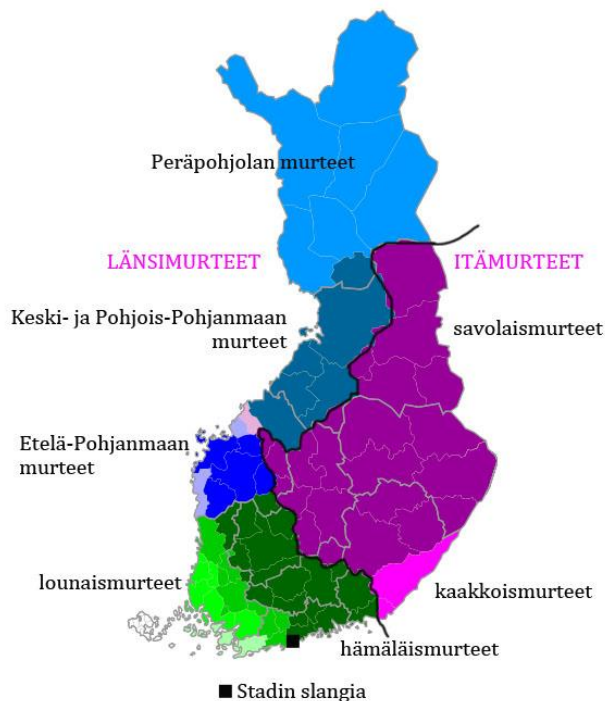 Peräpohjolan murteet
LÄNSIMURTEET
ITÄMURTEET
Keski- ja Pohjois-Pohjanmaan
murteet
savolaismurteet
Etelä-Pohjanmaan
murteet
lounaismurteet
kaakkoismurteet
hämäläismurteet
Stadin slangia